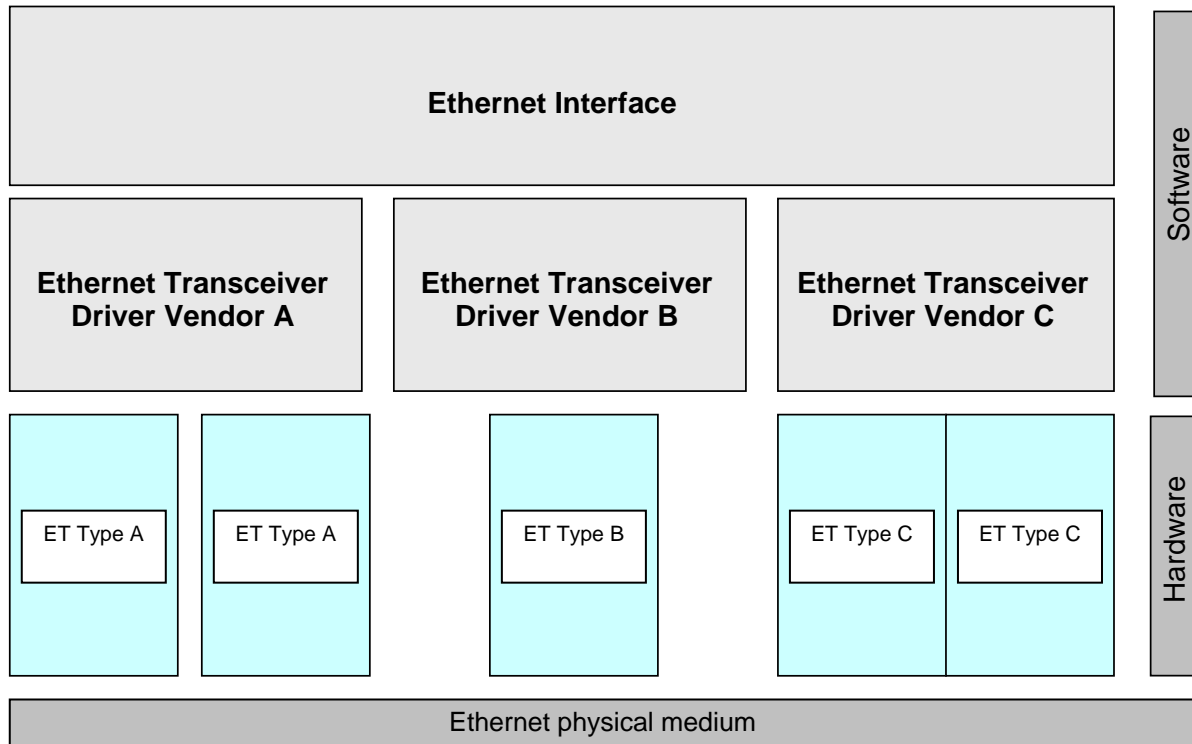 Ethernet Interface
Software
Ethernet Transceiver
Driver Vendor A
Ethernet Transceiver
Driver Vendor B
Ethernet Transceiver
Driver Vendor C
ET Type A
ET Type A
ET Type B
ET Type C
ET Type C
Hardware
Ethernet physical medium